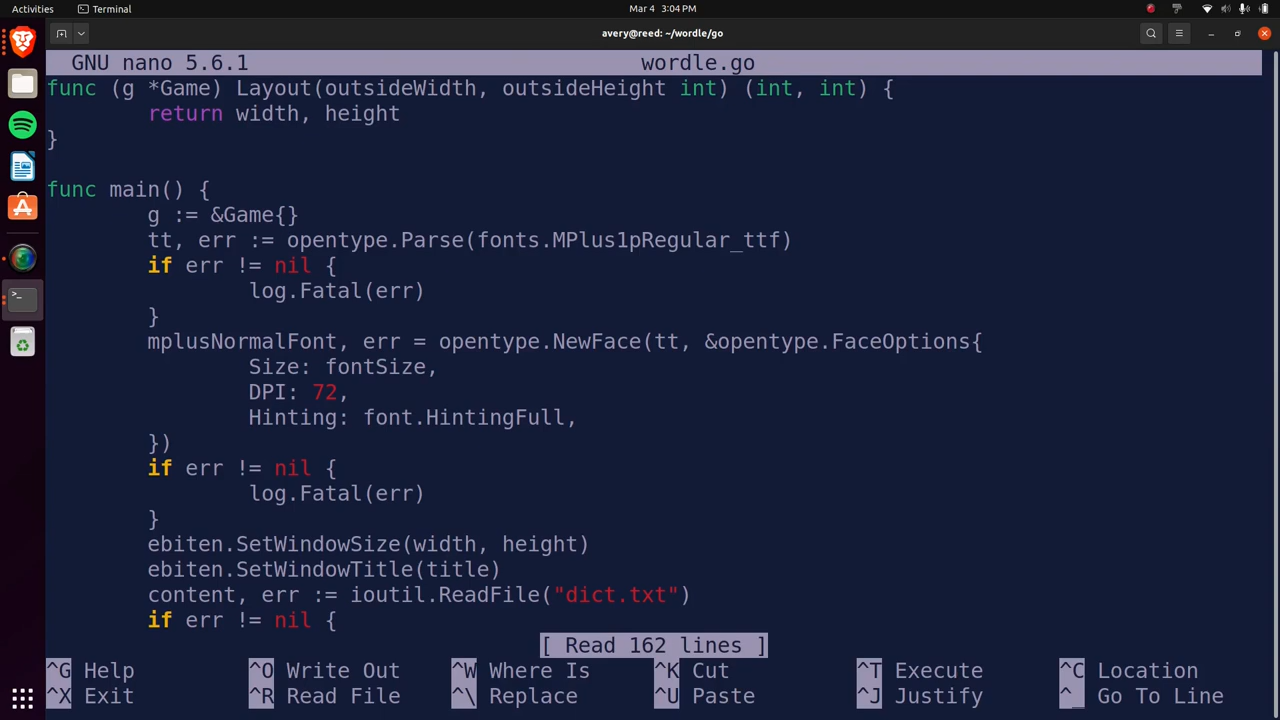 Activities Terminal Mar 4 3:04 PM
avery@reed: ~/wordle/go
GNU nano 5.6.1 wordle.go
func (g *Game) Layout(outsideWidth, outsideHeight int) (int, int) {
        return width, height
}

func main() {
        g := &Game{}
        tt, err := opentype.Parse(fonts.MPlus1pRegular_ttf)
        if err != nil {
                log.Fatal(err)
        }
        mplusNormalFont, err = opentype.NewFace(tt, &opentype.FaceOptions{
                Size: fontSize,
                DPI: 72,
                Hinting: font.HintingFull,
        })
        if err != nil {
                log.Fatal(err)
        }
        ebiten.SetWindowSize(width, height)
        ebiten.SetWindowTitle(title)
        content, err := ioutil.ReadFile("dict.txt")
        if err != nil {
[ Read 162 lines ]
^G Help ^O Write Out ^W Where Is ^K Cut ^T Execute ^C Location
^X Exit ^R Read File ^\ Replace ^U Paste ^J Justify ^_ Go To Line